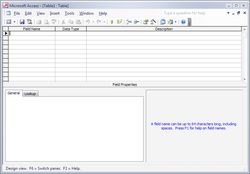 Microsoft Access - [Table1 : Table]
File Edit View Insert Tools Window Help
Type a question for help
Field Name Data Type Description
Field Properties
General Lookup
A field name can be up to 64 characters long, including
spaces. Press F1 for help on field names.
Design view. F6 = Switch panes. F1 = Help.